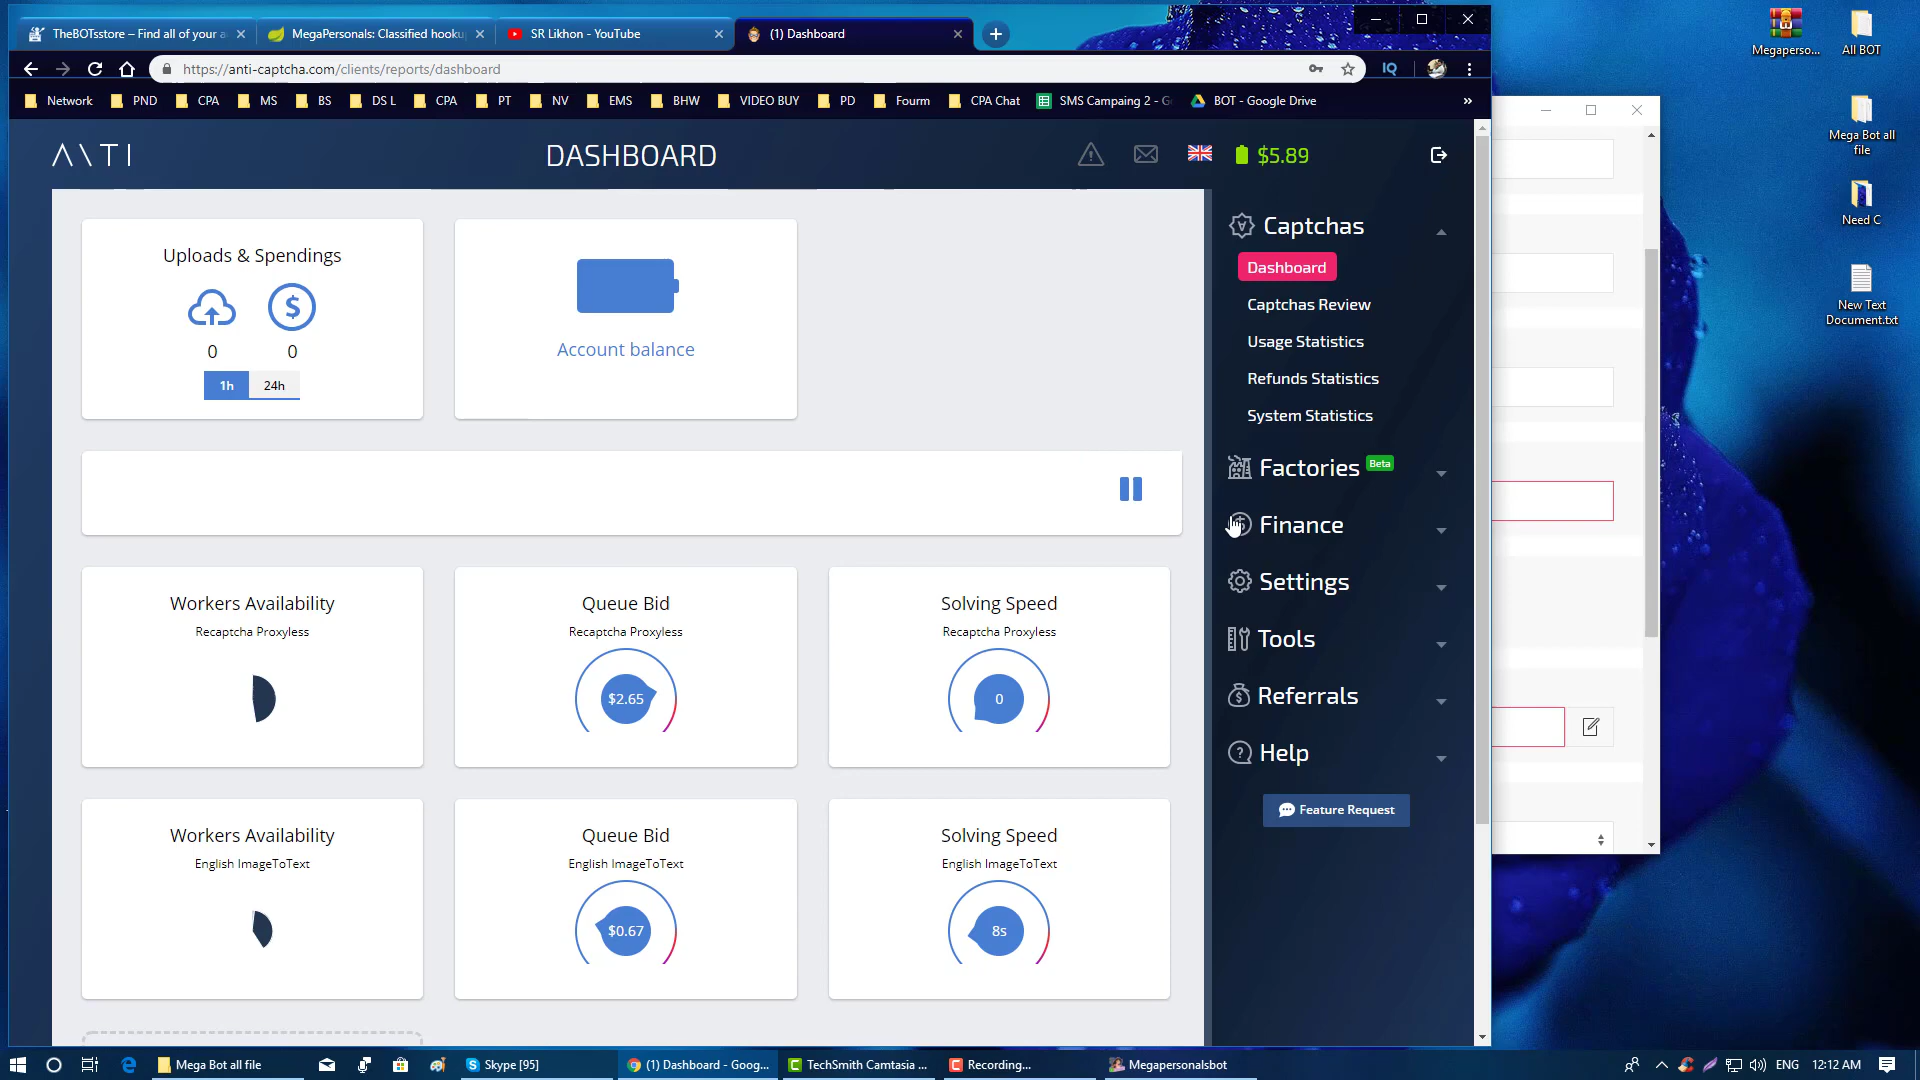 TheBOTsstore – Find all of your a
MegaPersonals: Classified hooku
SR Likhon - YouTube
(1) Dashboard
https://anti-captcha.com/clients/reports/dashboard
IQ
Network
PND
CPA
MS
BS
DS L
CPA
PT
NV
EMS
BHW
VIDEO BUY
PD
Fourm
CPA Chat
SMS Campaing 2 - G
BOT - Google Drive
»
ANTI
DASHBOARD
$5.89
Uploads & Spendings
0
0
1h
24h
Account balance
Workers Availability
Recaptcha Proxyless
Queue Bid
Recaptcha Proxyless
$2.65
Solving Speed
Recaptcha Proxyless
0
Workers Availability
English ImageToText
Queue Bid
English ImageToText
$0.67
Solving Speed
English ImageToText
8s
Captchas
Dashboard
Captchas Review
Usage Statistics
Refunds Statistics
System Statistics
Factories
Beta
Finance
Settings
Tools
Referrals
Help
Feature Request
Megaperso...
All BOT
Mega Bot all
file
Need C
New Text
Document.txt
Mega Bot all file
Skype [95]
(1) Dashboard - Goog...
TechSmith Camtasia ...
Recording...
Megapersonalsbot
ENG
12:12 AM